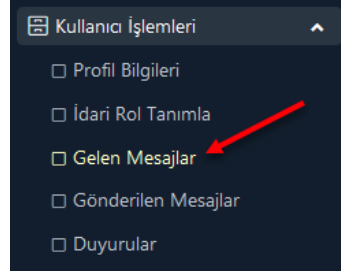 Kullanıcı İşlemleri
Profil Bilgileri
İdari Rol Tanımla
Gelen Mesajlar
Gönderilen Mesajlar
Duyurular